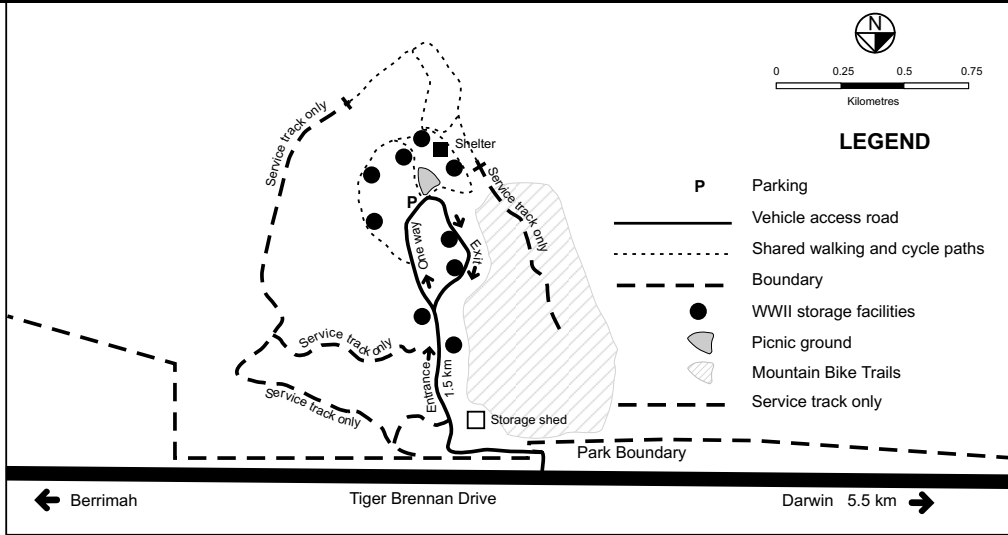 N
0 0.25 0.5 0.75
Kilometres
LEGEND
P Parking
Vehicle access road
Shared walking and cycle paths
Boundary
WWII storage facilities
Picnic ground
Mountain Bike Trails
Service track only
Service track only
Shelter
Service track only
P
One way
Exit
Service track only
Entrance
1.5 km
Service track only
Storage shed
Park Boundary
Berrimah
Tiger Brennan Drive
Darwin 5.5 km